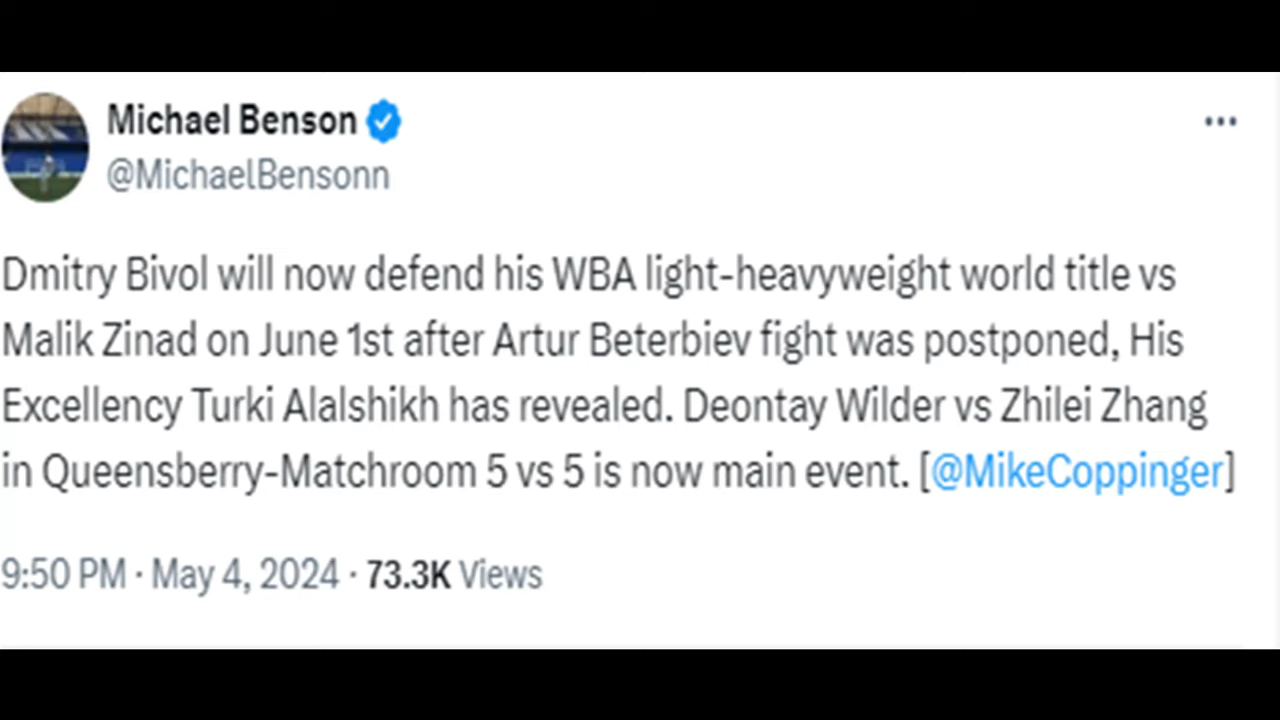 Michael Benson
@MichaelBensonn
Dmitry Bivol will now defend his WBA light-heavyweight world title vs
Malik Zinad on June 1st after Artur Beterbiev fight was postponed, His
Excellency Turki Alalshikh has revealed. Deontay Wilder vs Zhilei Zhang
in Queensberry-Matchroom 5 vs 5 is now main event. [@MikeCoppinger]
9:50 PM · May 4, 2024 · 73.3K Views